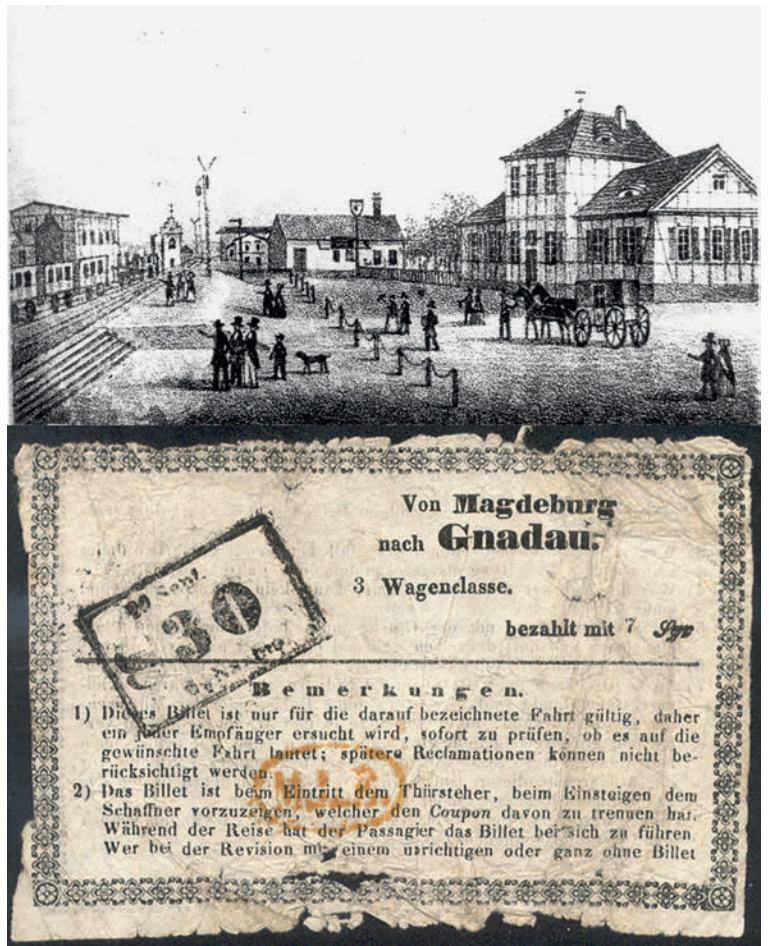 Von Magdeburg
nach Gnadau.
3 Wagenclasse.
bezahlt mit 7 Sgr
30
Bemerkungen.
1) Dieses Billet ist nur für die darauf bezeichnete Fahrt gültig, daher
ein jeder Empfänger ersucht wird, sofort zu prüfen, ob es auf die
gewünschte Fahrt lautet; spätere Reclamationen können nicht be-
rücksichtigt werden.
2) Das Billet ist beim Eintritt dem Thürsteher, beim Einsteigen dem
Schaffner vorzuzeigen, welcher den Coupon davon zu trennen hat.
Während der Reise hat der Passagier das Billet bei sich zu führen
Wer bei der Revision mit einem unrichtigen oder ganz ohne Billet